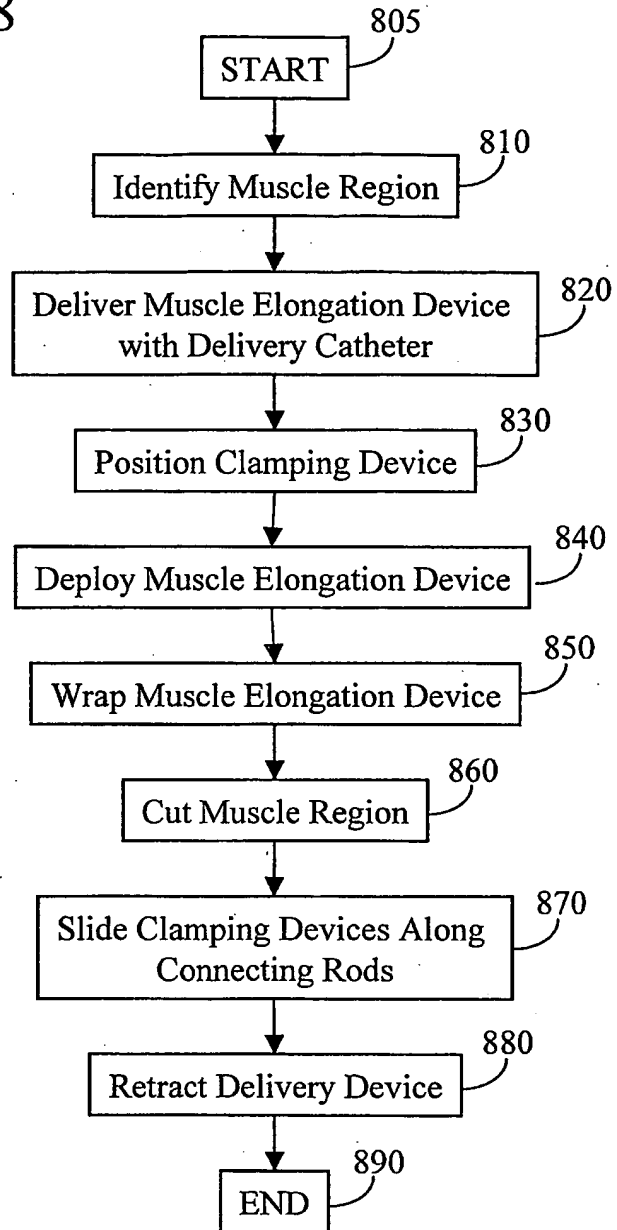 8
805
START
810
Identify Muscle Region
820
Deliver Muscle Elongation Device
with Delivery Catheter
830
Position Clamping Device
840
Deploy Muscle Elongation Device
850
Wrap Muscle Elongation Device
860
Cut Muscle Region
870
Slide Clamping Devices Along
Connecting Rods
880
Retract Delivery Device
890
END